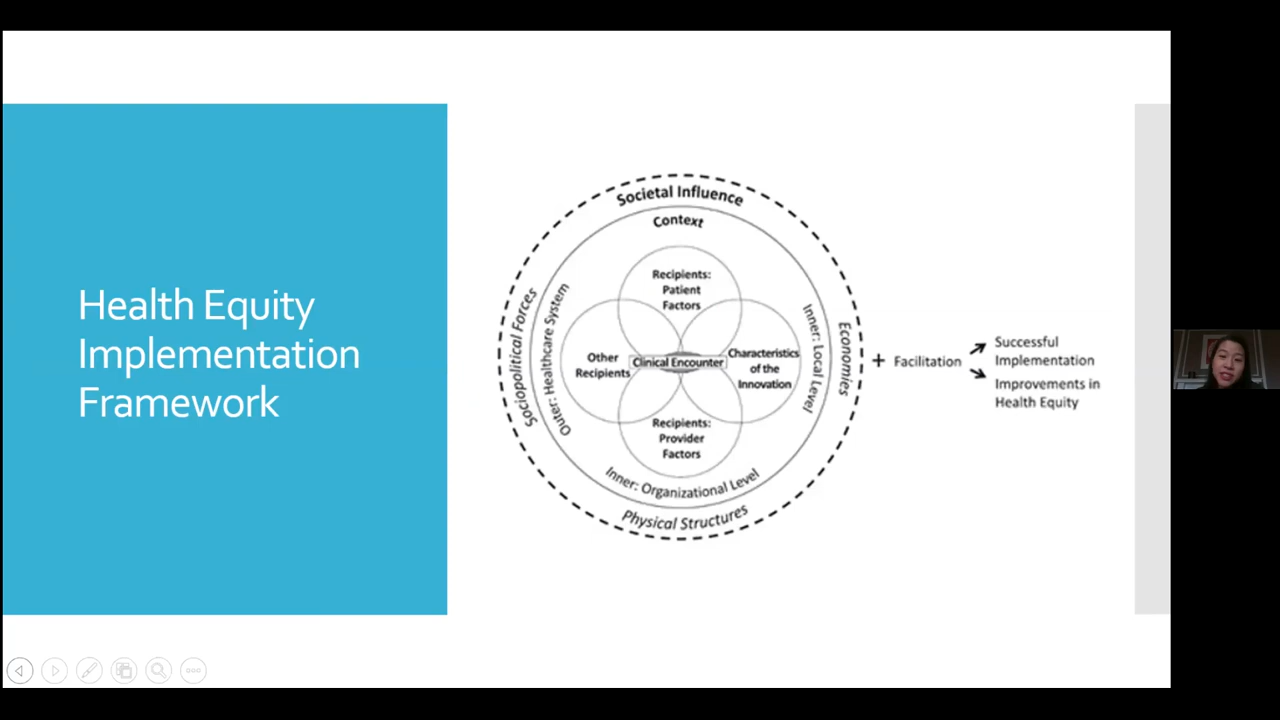 Health Equity
Implementation
Framework
Societal Influence
Context
Sociopolitical Forces
Outer: Healthcare System
Recipients:
Patient
Factors
Other
Recipients
Clinical Encounter
Characteristics
of the
Innovation
Recipients:
Provider
Factors
Inner: Local Level
Economies
Inner: Organizational Level
Physical Structures
+ Facilitation
Successful
Implementation
Improvements in
Health Equity